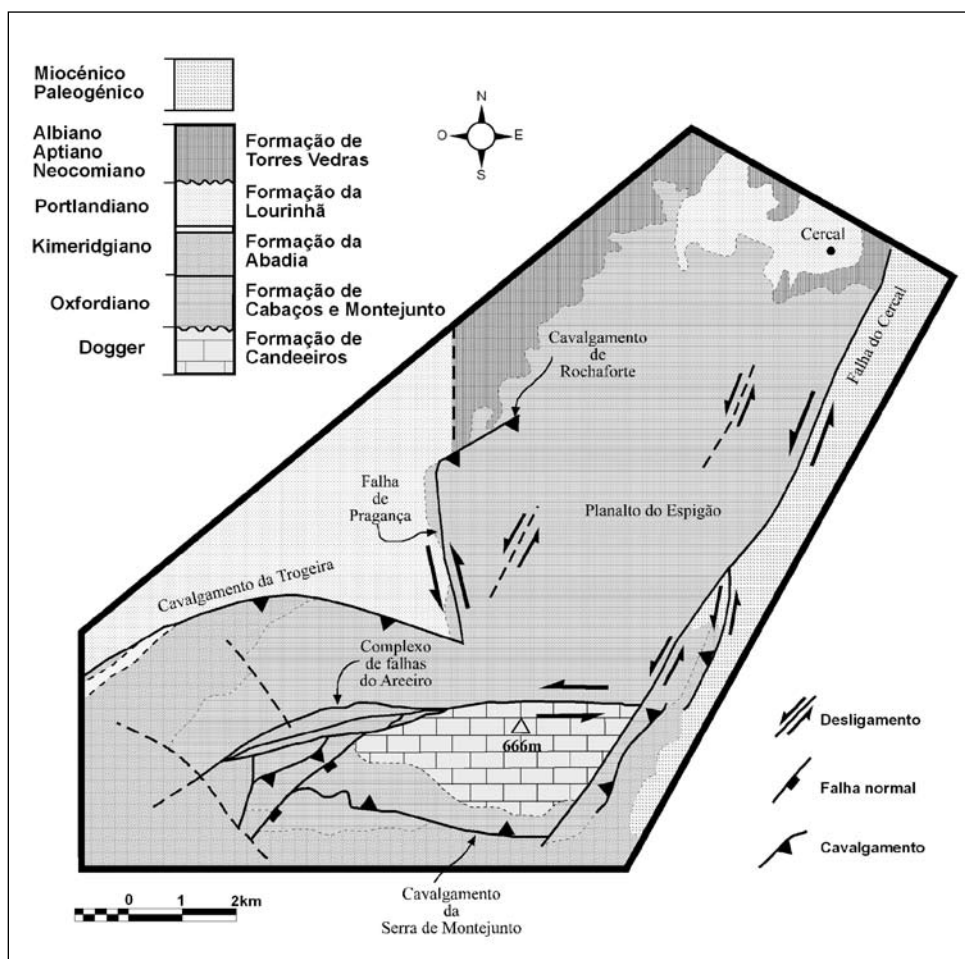 Miocénico
Paleogénico
Albiano
Aptiano
Neocomiano
Formação de
Torres Vedras
Portlandiano
Formação da
Lourinhã
Kimeridgiano
Formação da
Abadia
Oxfordiano
Formação de
Cabaços e Montejunto
Dogger
Formação de
Candeeiros
N
O
E
S
Cercal
Falha do Cercal
Cavalgamento
de
Rochaforte
Falha
de
Pragança
Planalto do Espigão
Cavalgamento da Trogeira
Complexo
de falhas
do Areeiro
666m
Desligamento
Falha normal
Cavalgamento
0 1 2km
Cavalgamento
da
Serra de Montejunto